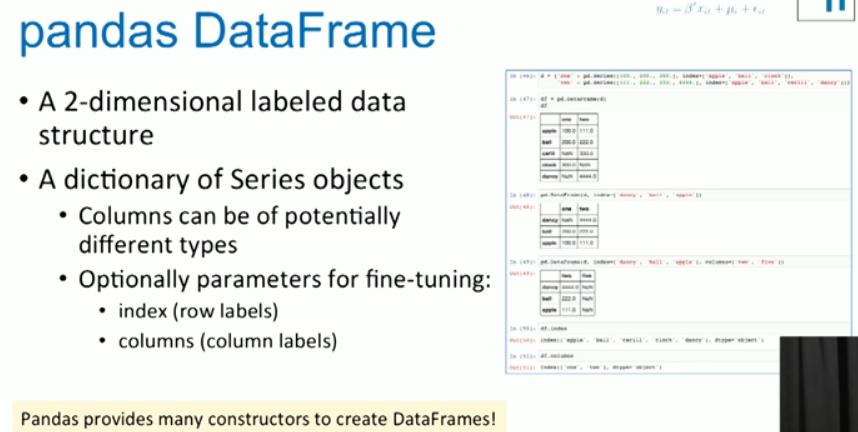 y_it = β'x_it + μ_i + ϵ_it
pandas DataFrame
• A 2-dimensional labeled data
structure
• A dictionary of Series objects
• Columns can be of potentially
different types
• Optionally parameters for fine-tuning:
• index (row labels)
• columns (column labels)
Pandas provides many constructors to create DataFrames!
In [46]: d = {'one' : pd.Series([100., 200., 300.], index=['apple', 'ball', 'clock']),
'two' : pd.Series([111., 222., 333., 4444.], index=['apple', 'ball', 'cerill', 'dancy'])}
In [47]: df = pd.DataFrame(d)
df
Out[47]:
one two
apple 100.0 111.0
ball 200.0 222.0
cerill NaN 333.0
clock 300.0 NaN
dancy NaN 4444.0
In [48]: pd.DataFrame(d, index=['dancy', 'ball', 'apple'])
Out[48]:
one two
dancy NaN 4444.0
ball 200.0 222.0
apple 100.0 111.0
In [49]: pd.DataFrame(d, index=['dancy', 'ball', 'apple'], columns=['two', 'five'])
Out[49]:
two five
dancy 4444.0 NaN
ball 222.0 NaN
apple 111.0 NaN
In [50]: df.index
Out[50]: Index(['apple', 'ball', 'cerill', 'clock', 'dancy'], dtype='object')
In [51]: df.columns
Out[51]: Index(['one', 'two'], dtype='object')